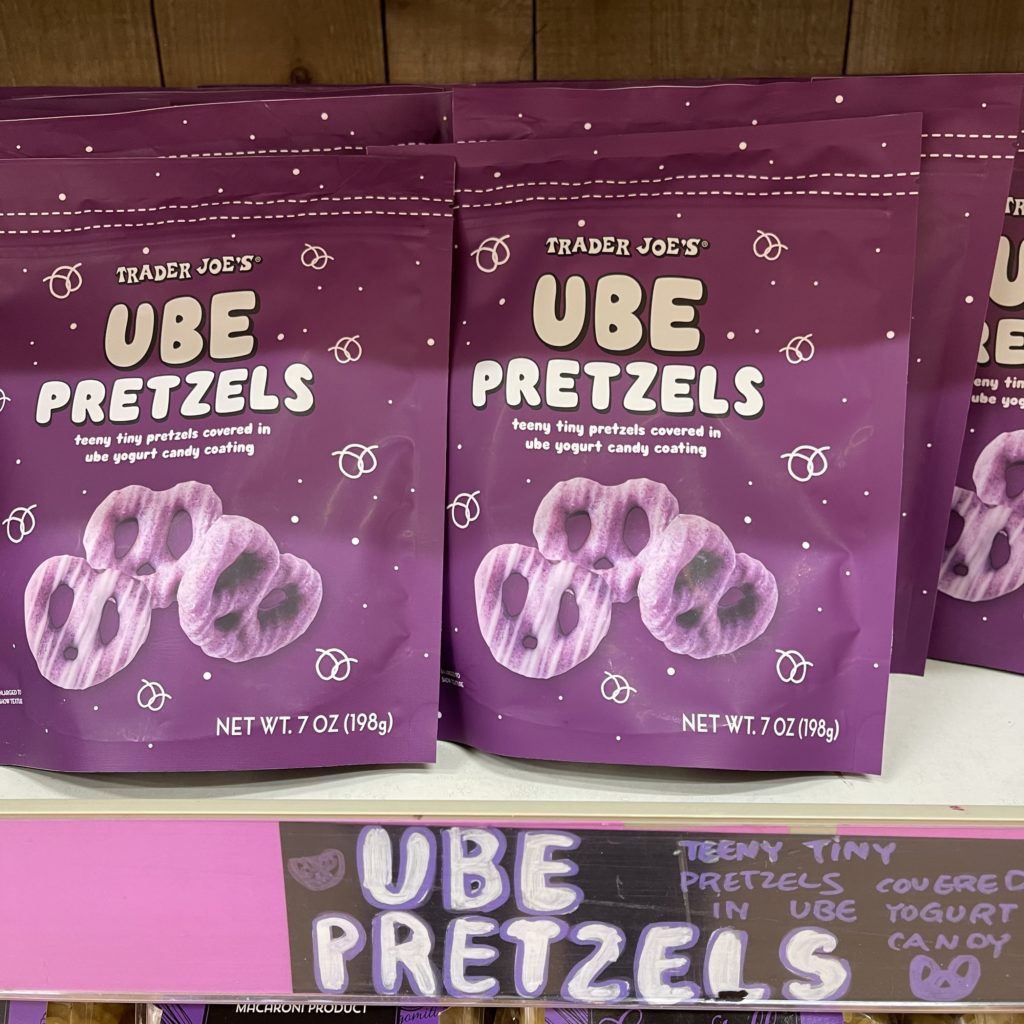 TRADER JOE'S®
UBE
PRETZELS
teeny tiny pretzels covered in
ube yogurt candy coating
NET WT. 7 OZ (198g)
TRADER JOE'S®
UBE
PRETZELS
teeny tiny pretzels covered in
ube yogurt candy coating
NET WT. 7 OZ (198g)
UBE
PRETZELS
TEENY TINY
PRETZELS COVERED
IN UBE YOGURT
CANDY
MACARONI PRODUCT